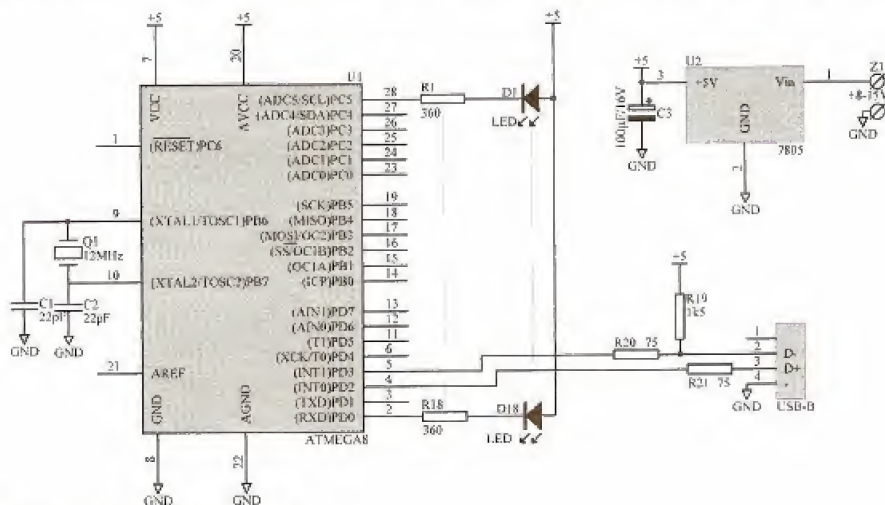 +5
+5
7
20
VCC
AVCC
U1
1
(RESET)PC6
9
(XTAL1/TOSC1)PB6
Q1
12MHz
10
(XTAL2/TOSC2)PB7
C1
22pF
C2
22pF
GND
GND
21
AREF
GND
AGND
8
22
GND
GND
(ADC5/SCL)PC5
28
(ADC4/SDA)PC4
27
(ADC3)PC3
26
(ADC2)PC2
25
(ADC1)PC1
24
(ADC0)PC0
23
(SCK)PB5
19
(MISO)PB4
18
(MOSI/OC2)PB3
17
(SS/OC1B)PB2
16
(OC1A)PB1
15
(ICP)PB0
14
(AIN1)PD7
13
(AIN0)PD6
12
(T1)PD5
11
(XCK/T0)PD4
6
(INT1)PD3
5
(INT0)PD2
4
(TXD)PD1
3
(RXD)PD0
2
ATMEGA8
R1
360
D1
LED
+5
R18
360
D18
LED
+5
3
U2
+5V
Vin
GND
7805
1
2
GND
100µF/16V
+
C3
GND
Z1
+8-15V
GND
+5
R19
1k5
R20 75
R21 75
1
2
3
4
D-
D+
GND
USB-B